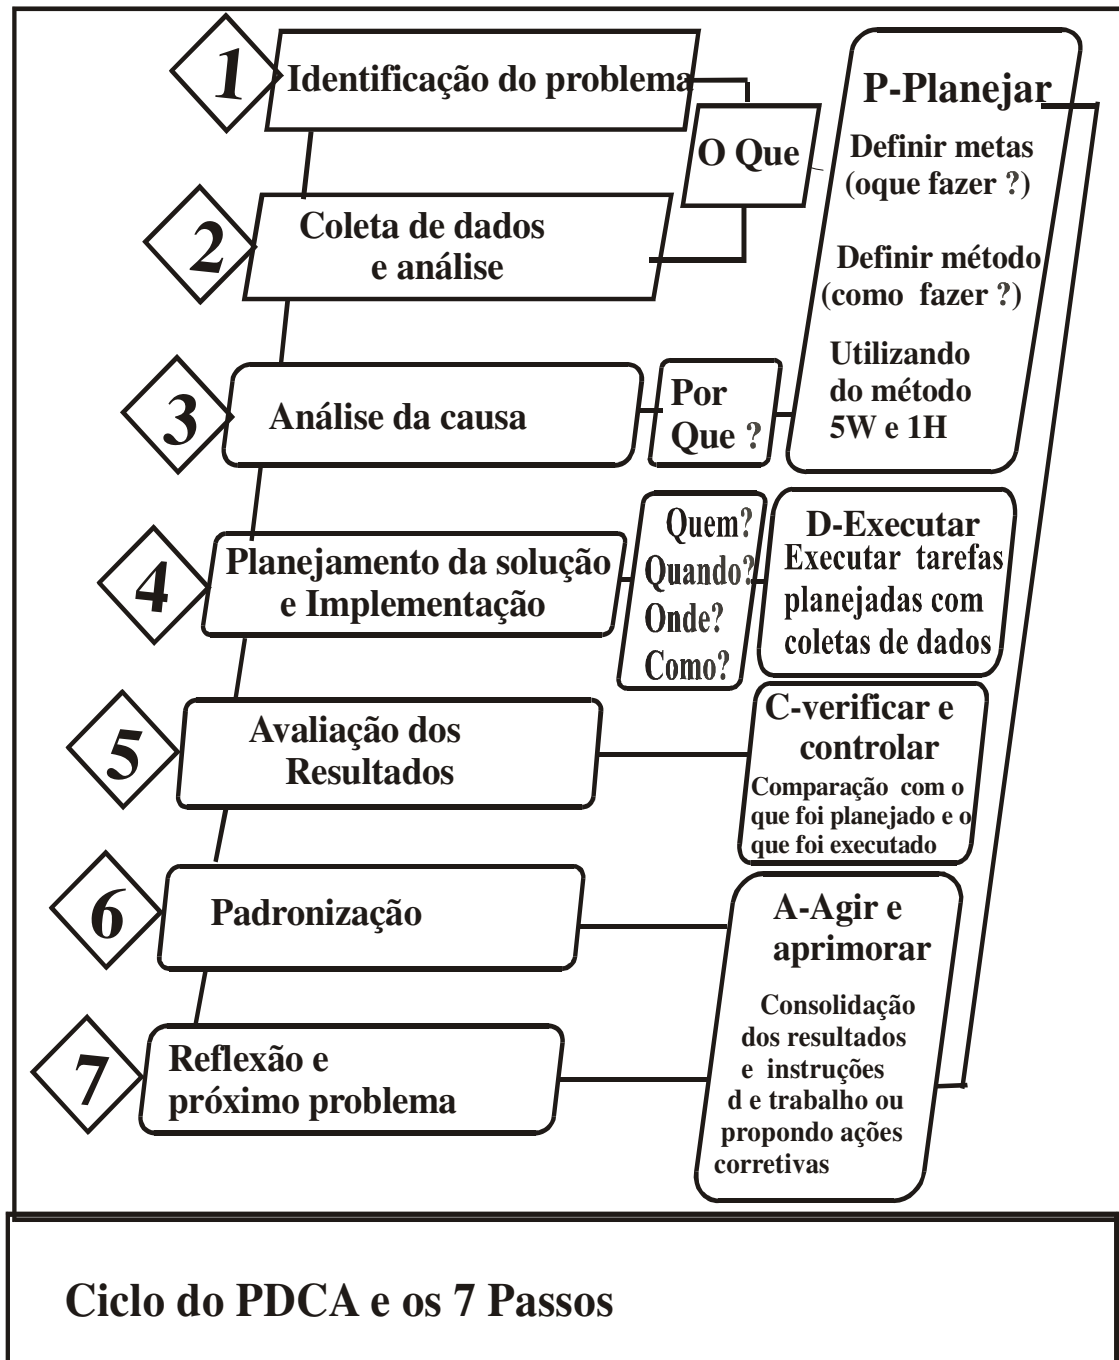 1
Identificação do problema
O Que
2
Coleta de dados
e análise
P-Planejar
Definir metas
(oque fazer ?)
Definir método
(como fazer ?)
Utilizando
do método
5W e 1H
3
Análise da causa
Por
Que ?
4
Planejamento da solução
e Implementação
Quem?
Quando?
Onde?
Como?
D-Executar
Executar tarefas
planejadas com
coletas de dados
5
Avaliação dos
Resultados
C-verificar e
controlar
Comparação com o
que foi planejado e o
que foi executado
6
Padronização
7
Reflexão e
próximo problema
A-Agir e
aprimorar
Consolidação
dos resultados
e instruções
d e trabalho ou
propondo ações
corretivas
Ciclo do PDCA e os 7 Passos